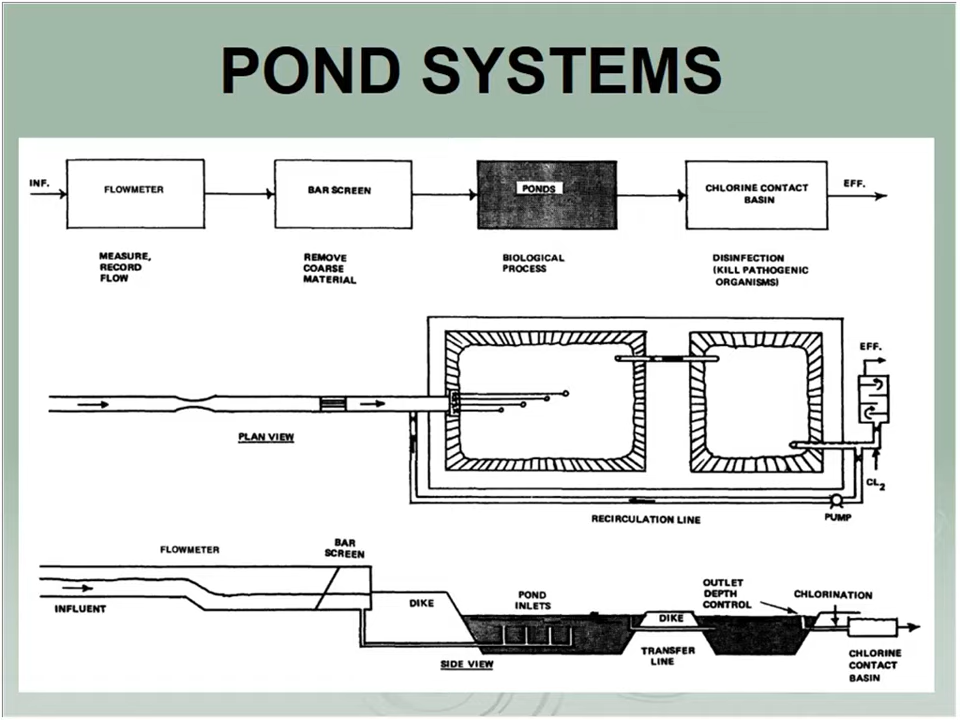 POND SYSTEMS
INF.
FLOWMETER
BAR SCREEN
PONDS
CHLORINE CONTACT
BASIN
EFF.
MEASURE,
RECORD
FLOW
REMOVE
COARSE
MATERIAL
BIOLOGICAL
PROCESS
DISINFECTION
(KILL PATHOGENIC
ORGANISMS)
EFF.
PLAN VIEW
CL2
RECIRCULATION LINE
PUMP
FLOWMETER
BAR
SCREEN
INFLUENT
DIKE
POND
INLETS
OUTLET
DEPTH
CONTROL
CHLORINATION
DIKE
SIDE VIEW
TRANSFER
LINE
CHLORINE
CONTACT
BASIN